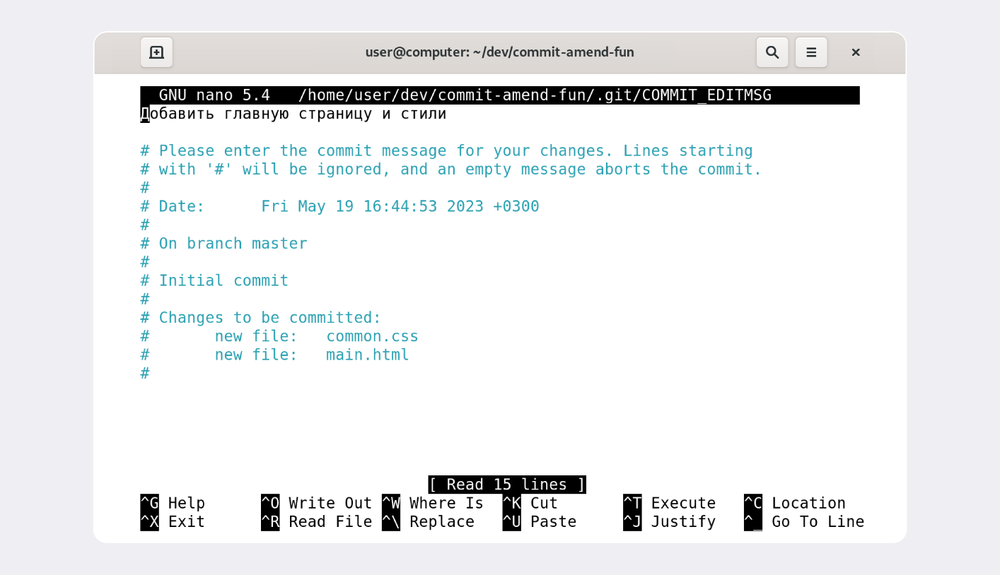 user@computer: ~/dev/commit-amend-fun
GNU nano 5.4   /home/user/dev/commit-amend-fun/.git/COMMIT_EDITMSG
Добавить главную страницу и стили
# Please enter the commit message for your changes. Lines starting
# with '#' will be ignored, and an empty message aborts the commit.
#
# Date:      Fri May 19 16:44:53 2023 +0300
#
# On branch master
#
# Initial commit
#
# Changes to be committed:
#       new file:   common.css
#       new file:   main.html
#
[ Read 15 lines ]
^G Help      ^O Write Out ^W Where Is  ^K Cut       ^T Execute   ^C Location
^X Exit      ^R Read File ^\ Replace   ^U Paste     ^J Justify   ^_ Go To Line